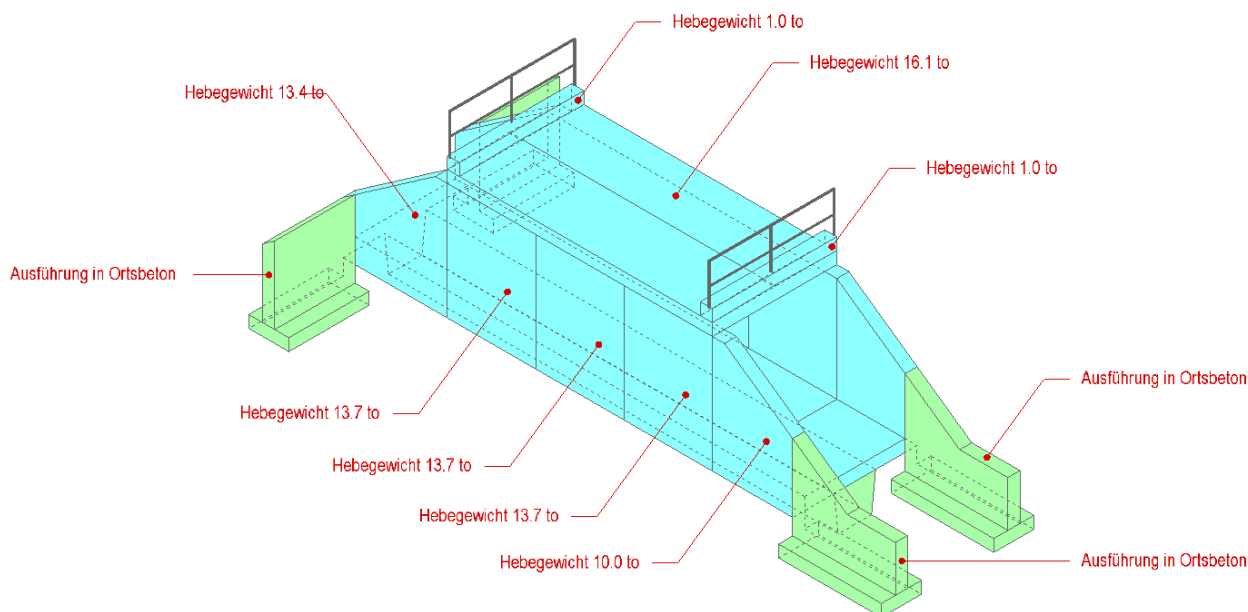 Hebegewicht 1.0 to
Hebegewicht 16.1 to
Hebegewicht 13.4 to
Hebegewicht 1.0 to
Ausführung in Ortsbeton
Ausführung in Ortsbeton
Hebegewicht 13.7 to
Hebegewicht 13.7 to
Hebegewicht 13.7 to
Hebegewicht 10.0 to
Ausführung in Ortsbeton